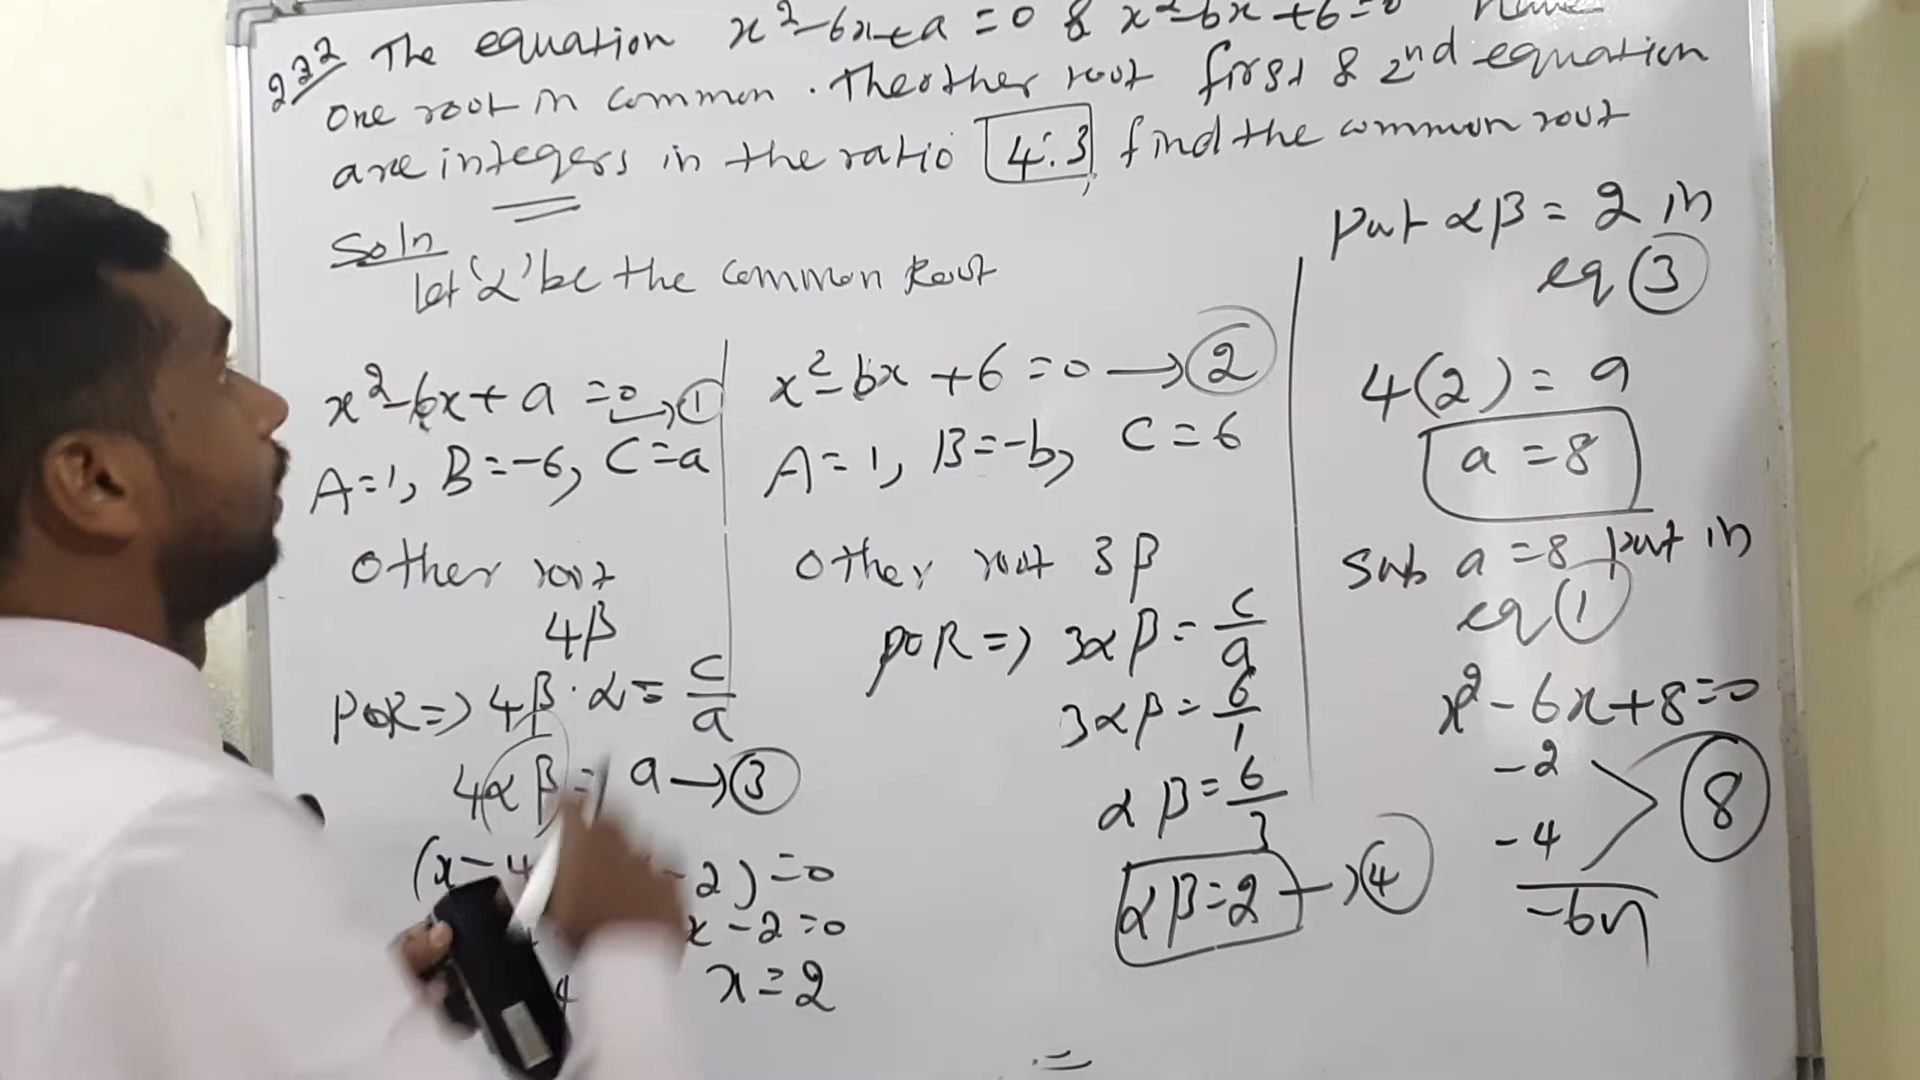 222 The equation x²-6x+a=0 & x²-bx+6=0 have
One root in common. The other root first & 2nd equation
are integers in the ratio 4:3, find the common root
Soln
Let 'α' be the common Root
x²-6x+a=0→①
A=1, B=-6, C=a
Other root
4β
POR=> 4β·α= c/a
4αβ= a→③
(x-4 -2)=0
x-2=0
4 x=2
x²-bx+6=0→②
A=1, B=-b, C=6
Other root 3β
POR=> 3αβ= c/a
3αβ= 6/1
αβ= 6/3
αβ=2→④
Put αβ=2 in
eq ③
4(2)=a
a=8
Sub a=8 put in
eq ①
x²-6x+8=0
-2
8
-4
-6x
=